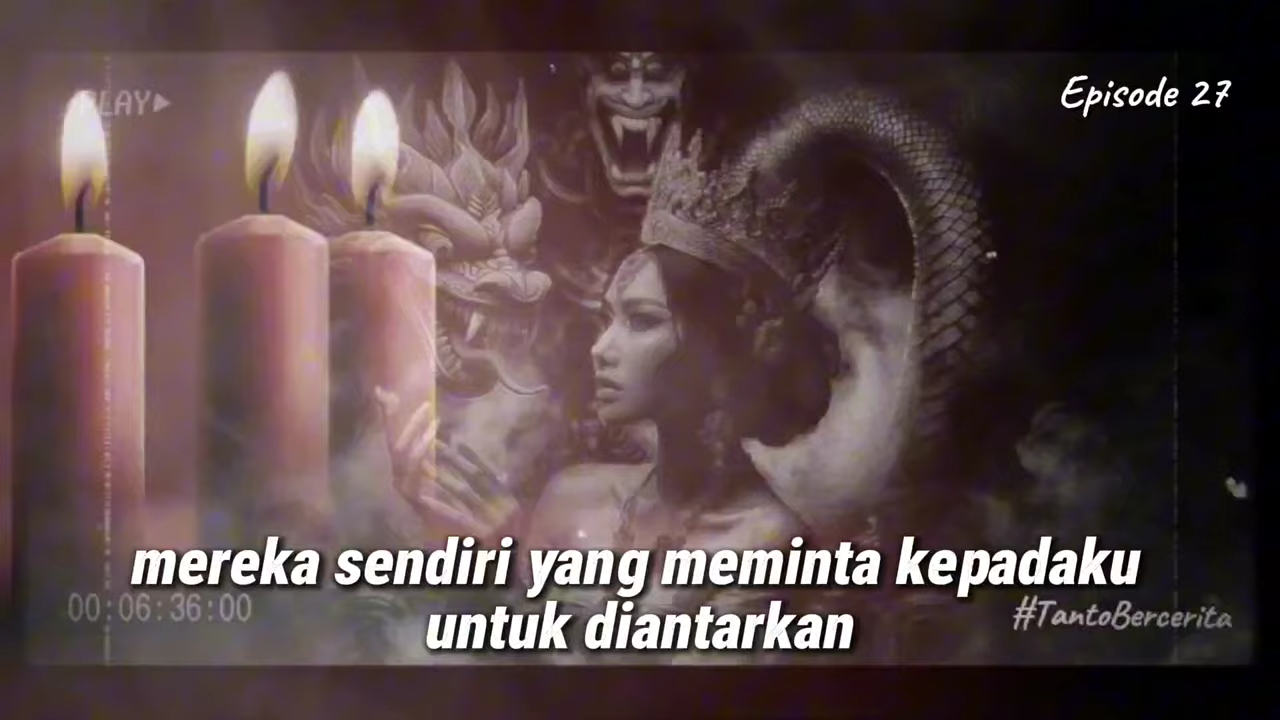 PLAY▶
Episode 27
mereka sendiri yang meminta kepadaku
untuk diantarkan
00:06:36:00
#TantoBercerita